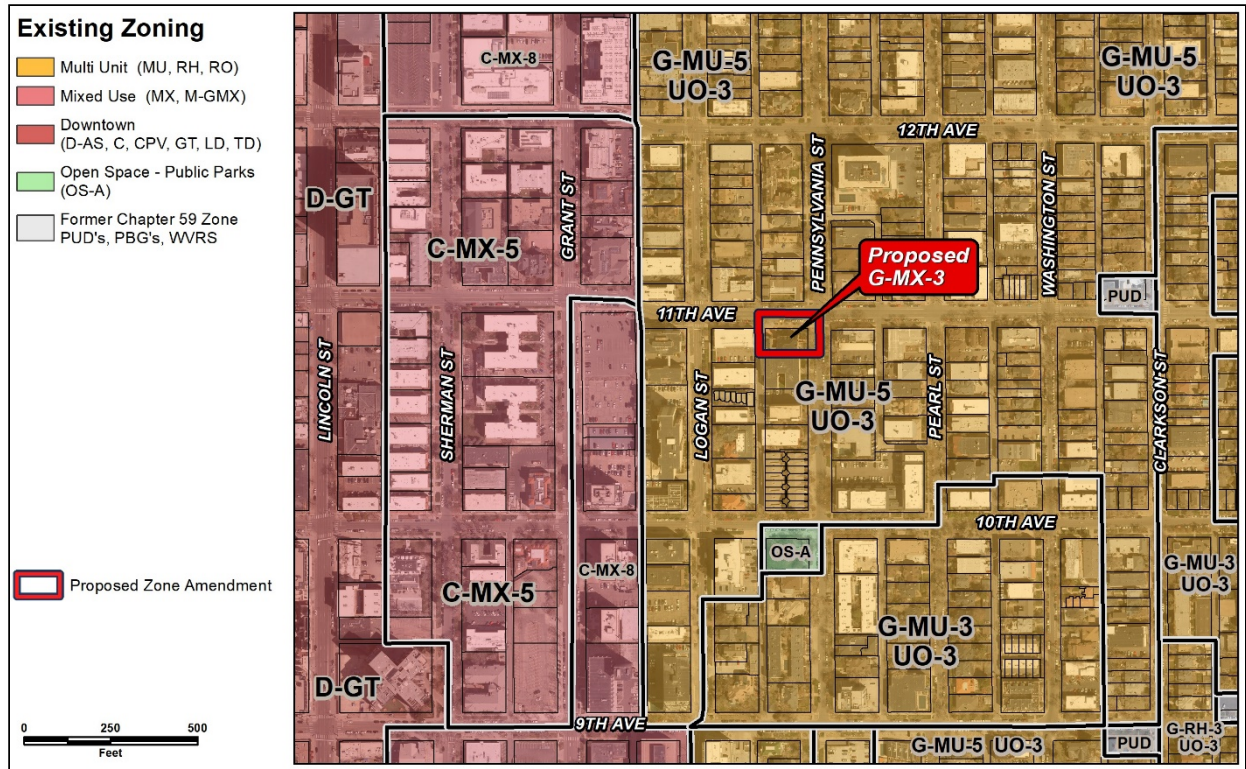 Existing Zoning
Multi Unit (MU, RH, RO)
Mixed Use (MX, M-GMX)
Downtown
(D-AS, C, CPV, GT, LD, TD)
Open Space - Public Parks
(OS-A)
Former Chapter 59 Zone
PUD's, PBG's, WVRS
Proposed Zone Amendment
0 250 500
Feet
C-MX-8
G-MU-5
UO-3
G-MU-5
UO-3
12TH AVE
D-GT
C-MX-5
GRANT ST
PENNSYLVANIA ST
WASHINGTON ST
Proposed
G-MX-3
PUD
11TH AVE
LINCOLN ST
SHERMAN ST
LOGAN ST
G-MU-5
UO-3
PEARL ST
CLARKSON ST
10TH AVE
OS-A
C-MX-5
C-MX-8
G-MU-3
UO-3
G-MU-3
UO-3
D-GT
9TH AVE
G-MU-5 UO-3
PUD
G-RH-3
UO-3